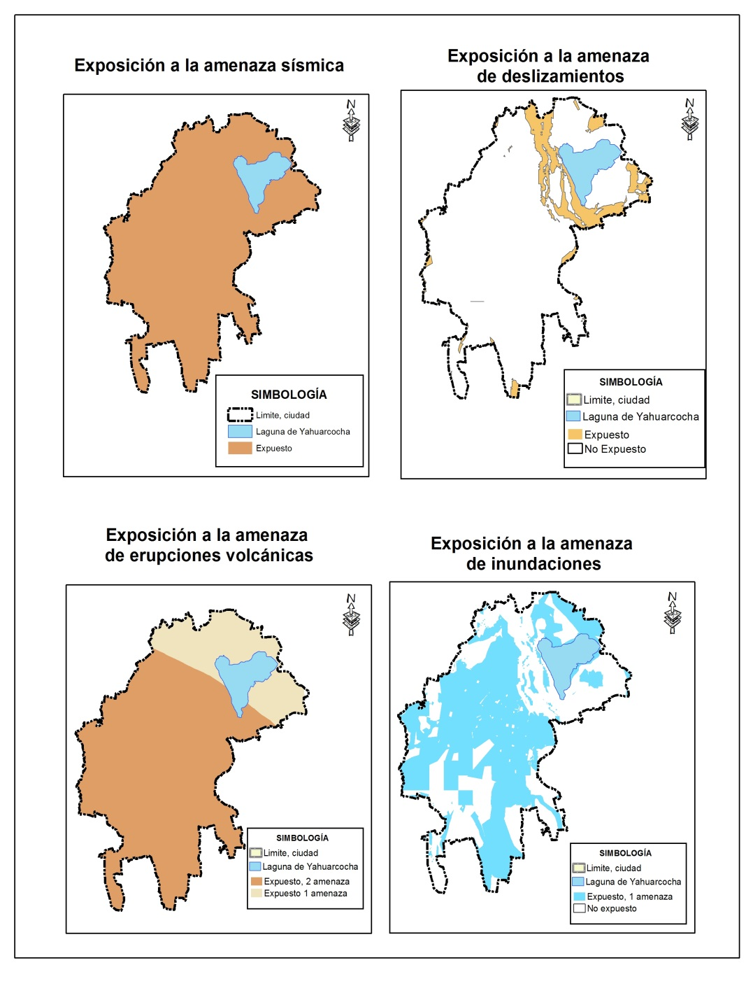 Exposición a la amenaza sísmica
N
SIMBOLOGÍA
Limite, ciudad
Laguna de Yahuarcocha
Expuesto
Exposición a la amenaza
de deslizamientos
N
SIMBOLOGÍA
Limite, ciudad
Laguna de Yahuarcocha
Expuesto
No Expuesto
Exposición a la amenaza
de erupciones volcánicas
N
SIMBOLOGÍA
Limite, ciudad
Laguna de Yahuarcocha
Expuesto, 2 amenaza
Expuesto 1 amenaza
Exposición a la amenaza
de inundaciones
N
SIMBOLOGÍA
Limite, ciudad
Laguna de Yahuarcocha
Expuesto, 1 amenaza
No expuesto